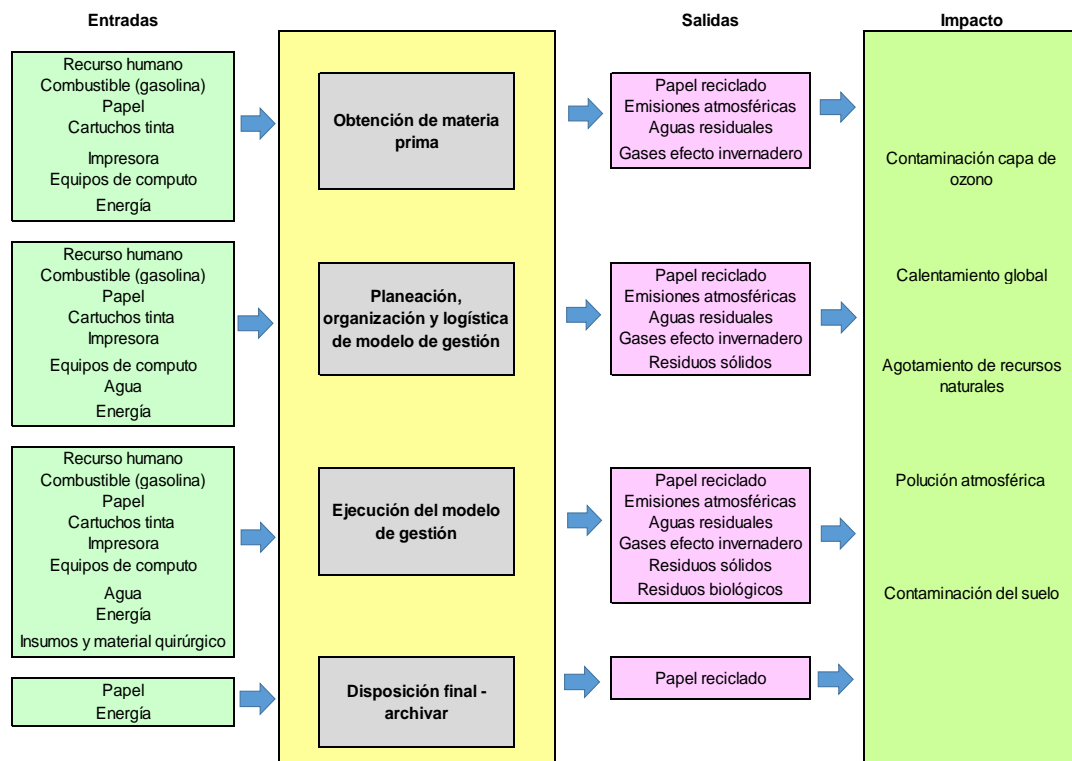 Entradas
Salidas
Impacto
Recurso humano
Combustible (gasolina)
Papel
Cartuchos tinta
Impresora
Equipos de computo
Energía
Obtención de materia
prima
Papel reciclado
Emisiones atmosféricas
Aguas residuales
Gases efecto invernadero
Contaminación capa de
ozono
Recurso humano
Combustible (gasolina)
Papel
Cartuchos tinta
Impresora
Equipos de computo
Agua
Energía
Planeación,
organización y logística
de modelo de gestión
Papel reciclado
Emisiones atmosféricas
Aguas residuales
Gases efecto invernadero
Residuos sólidos
Calentamiento global
Agotamiento de recursos
naturales
Recurso humano
Combustible (gasolina)
Papel
Cartuchos tinta
Impresora
Equipos de computo
Agua
Energía
Insumos y material quirúrgico
Ejecución del modelo
de gestión
Papel reciclado
Emisiones atmosféricas
Aguas residuales
Gases efecto invernadero
Residuos sólidos
Residuos biológicos
Polución atmosférica
Contaminación del suelo
Papel
Energía
Disposición final -
archivar
Papel reciclado